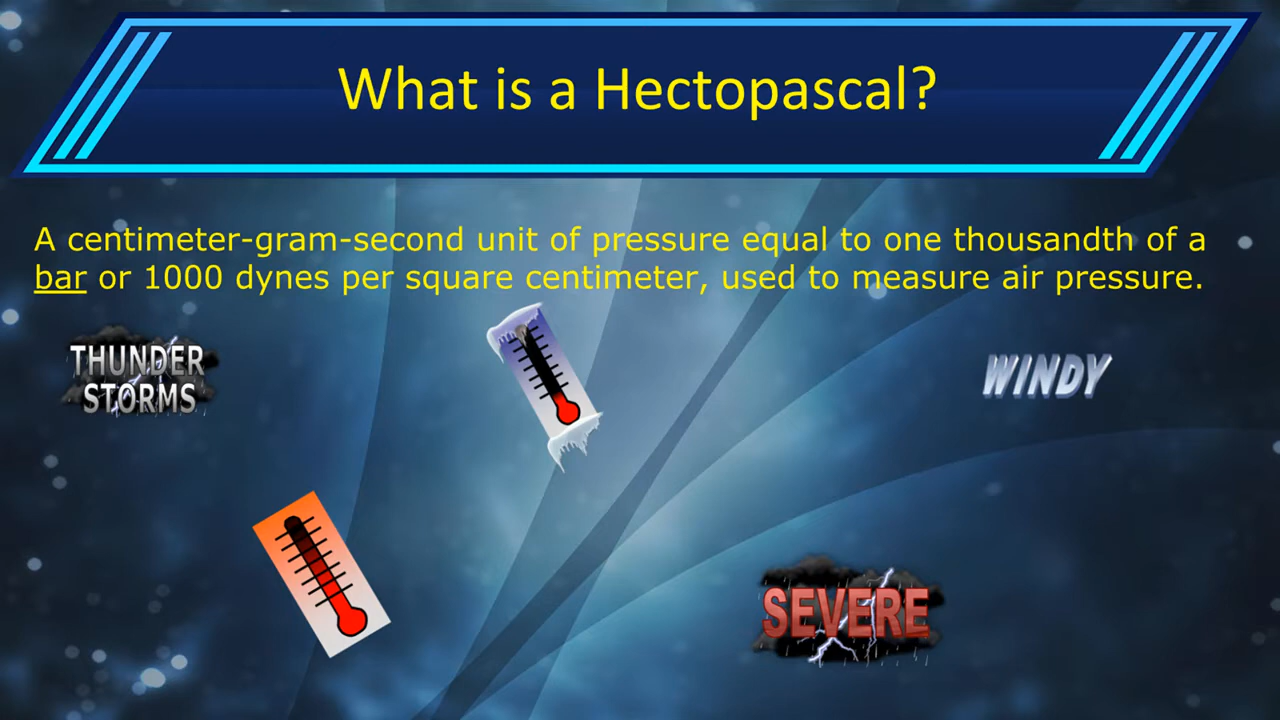 What is a Hectopascal?
A centimeter-gram-second unit of pressure equal to one thousandth of a
bar or 1000 dynes per square centimeter, used to measure air pressure.
THUNDER
STORMS
WINDY
SEVERE